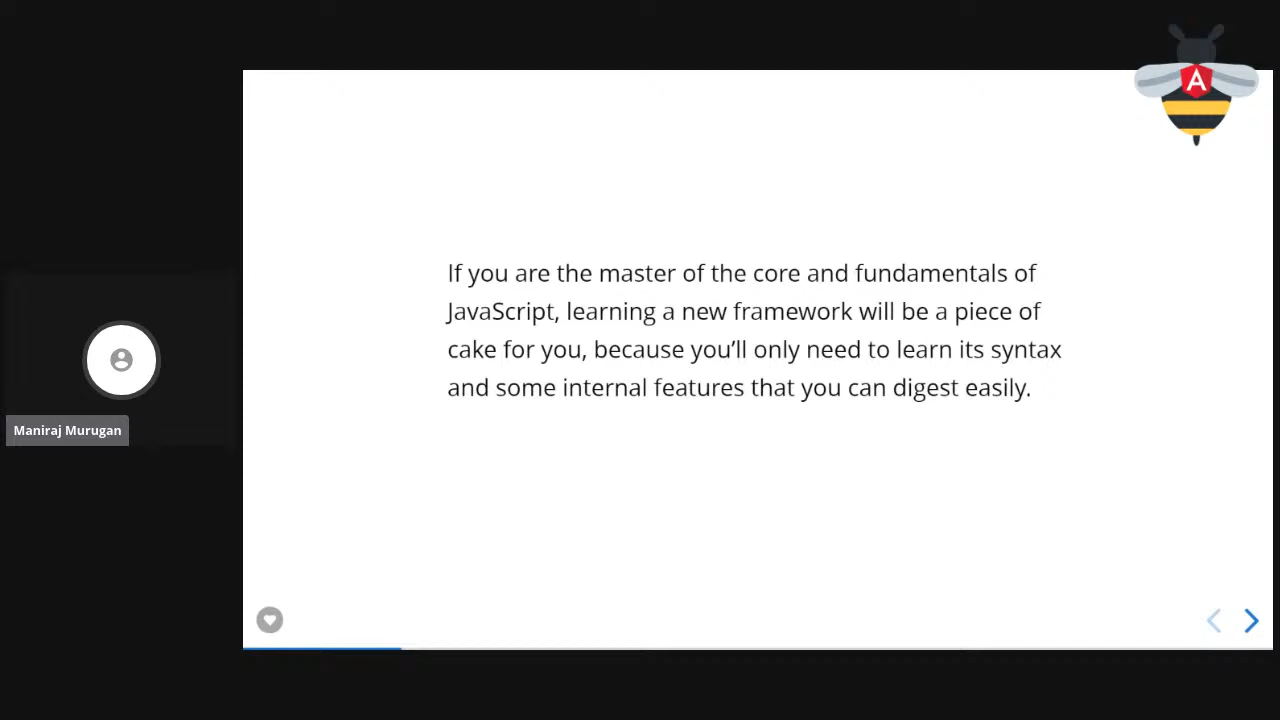 A
If you are the master of the core and fundamentals of
JavaScript, learning a new framework will be a piece of
cake for you, because you’ll only need to learn its syntax
and some internal features that you can digest easily.
Maniraj Murugan